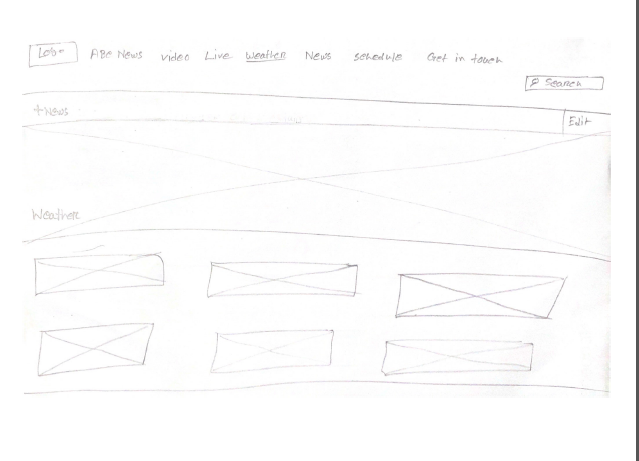 Logo ABC News video Live Weather News schedule Get in touch
Search
+ News
Edit
Weather